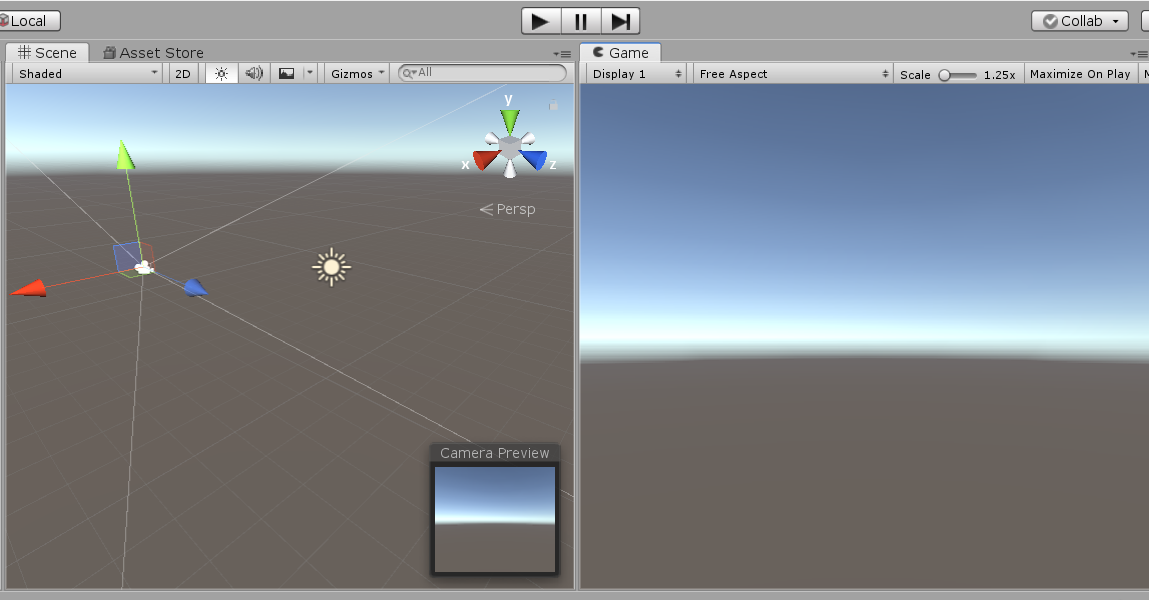 Local
Collab
Scene
Asset Store
Game
Shaded
2D
Gizmos
All
Display 1
Free Aspect
Scale
1.25x
Maximize On Play
M
y
x
z
Persp
Camera Preview